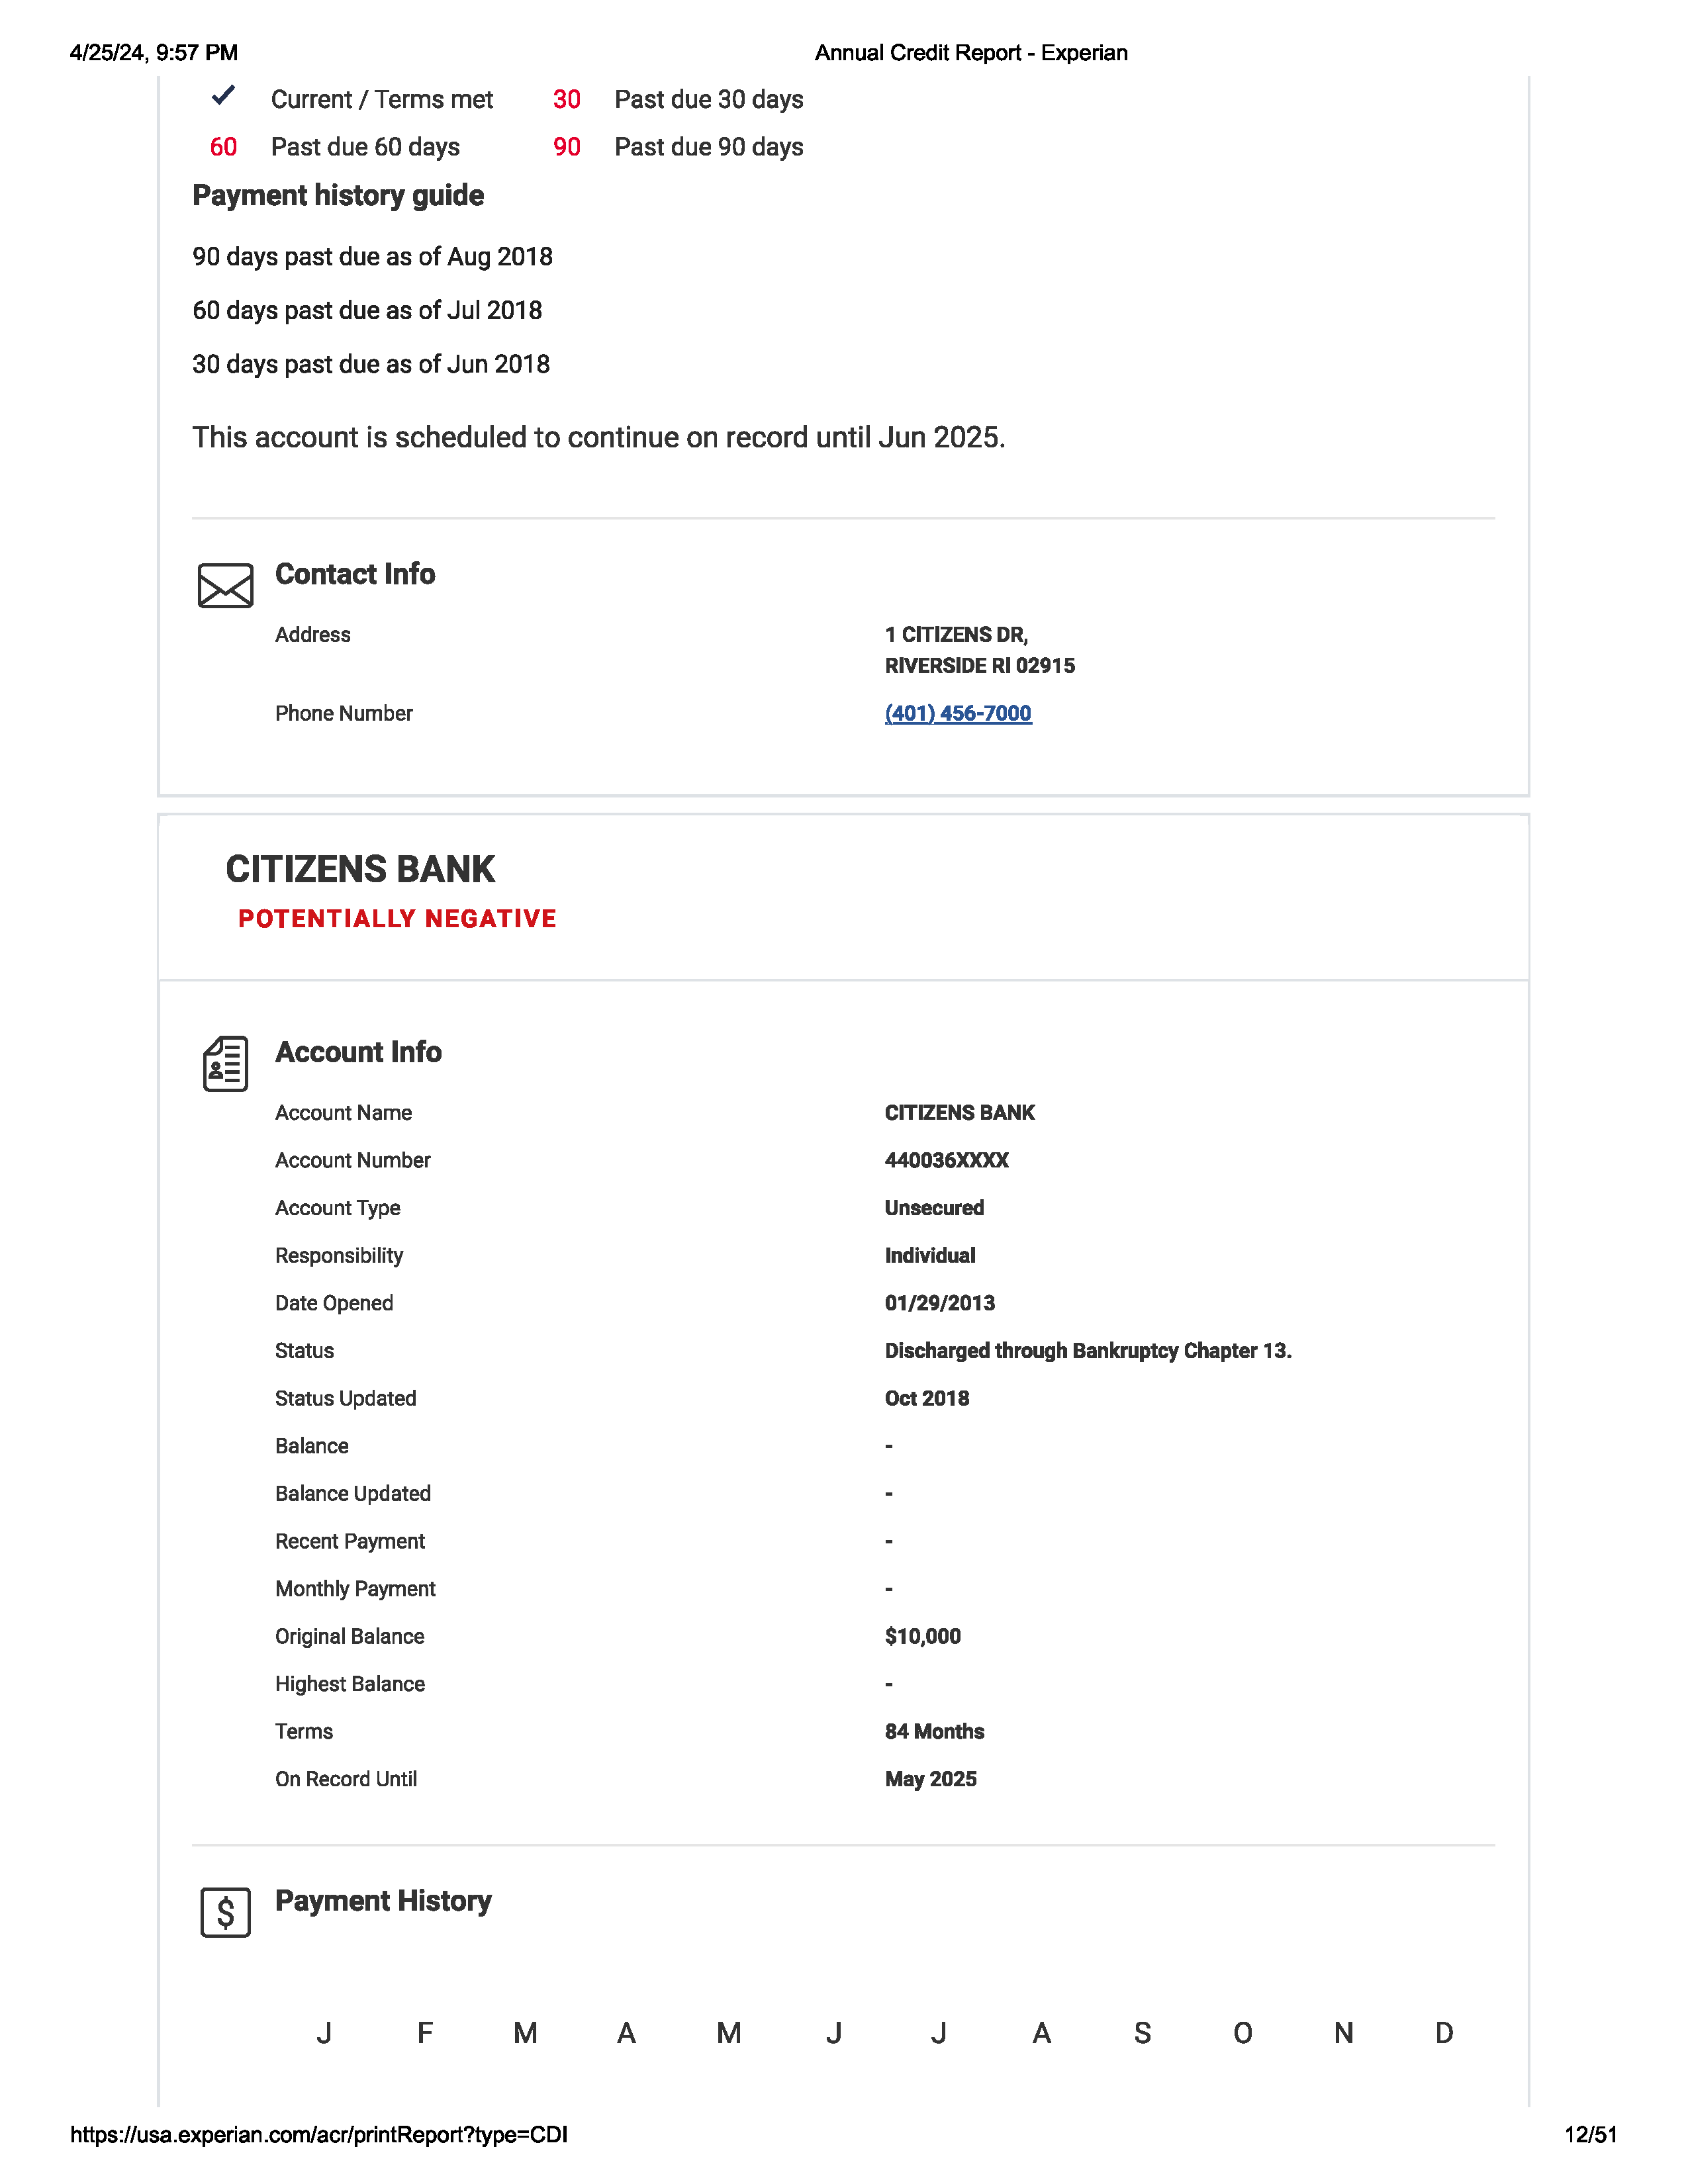 4/25/24, 9:57 PM Annual Credit Report - Experian
✓ Current / Terms met 30 Past due 30 days
60 Past due 60 days 90 Past due 90 days
Payment history guide
90 days past due as of Aug 2018
60 days past due as of Jul 2018
30 days past due as of Jun 2018
This account is scheduled to continue on record until Jun 2025.
Contact Info
Address 1 CITIZENS DR,
RIVERSIDE RI 02915
Phone Number (401) 456-7000
CITIZENS BANK
POTENTIALLY NEGATIVE
Account Info
Account Name CITIZENS BANK
Account Number 440036XXXX
Account Type Unsecured
Responsibility Individual
Date Opened 01/29/2013
Status Discharged through Bankruptcy Chapter 13.
Status Updated Oct 2018
Balance -
Balance Updated -
Recent Payment -
Monthly Payment -
Original Balance $10,000
Highest Balance -
Terms 84 Months
On Record Until May 2025
$ Payment History
J F M A M J J A S O N D
https://usa.experian.com/acr/printReport?type=CDI 12/51